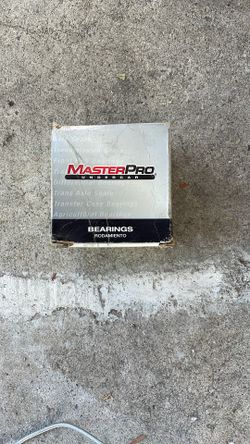 MASTERPRO
UNDERCAR
Trans Axle Seals
Transfer Case Bearings
Agricultural Bearings
BEARINGS
RODAMIENTO